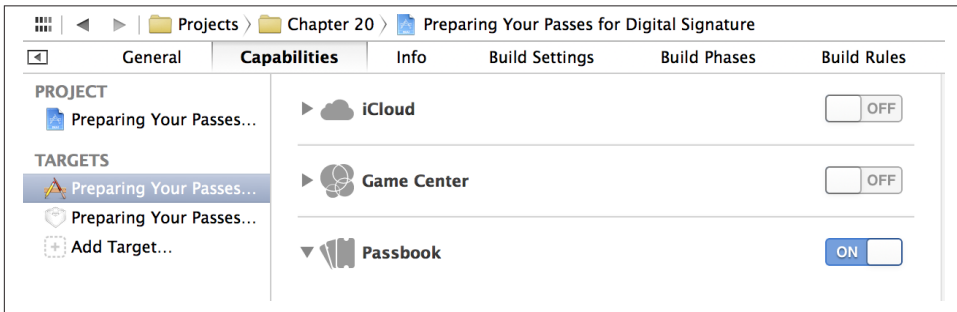 Projects Chapter 20 Preparing Your Passes for Digital Signature
General Capabilities Info Build Settings Build Phases Build Rules
PROJECT
Preparing Your Passes...
TARGETS
Preparing Your Passes...
Preparing Your Passes...
Add Target...
iCloud OFF
Game Center OFF
Passbook ON